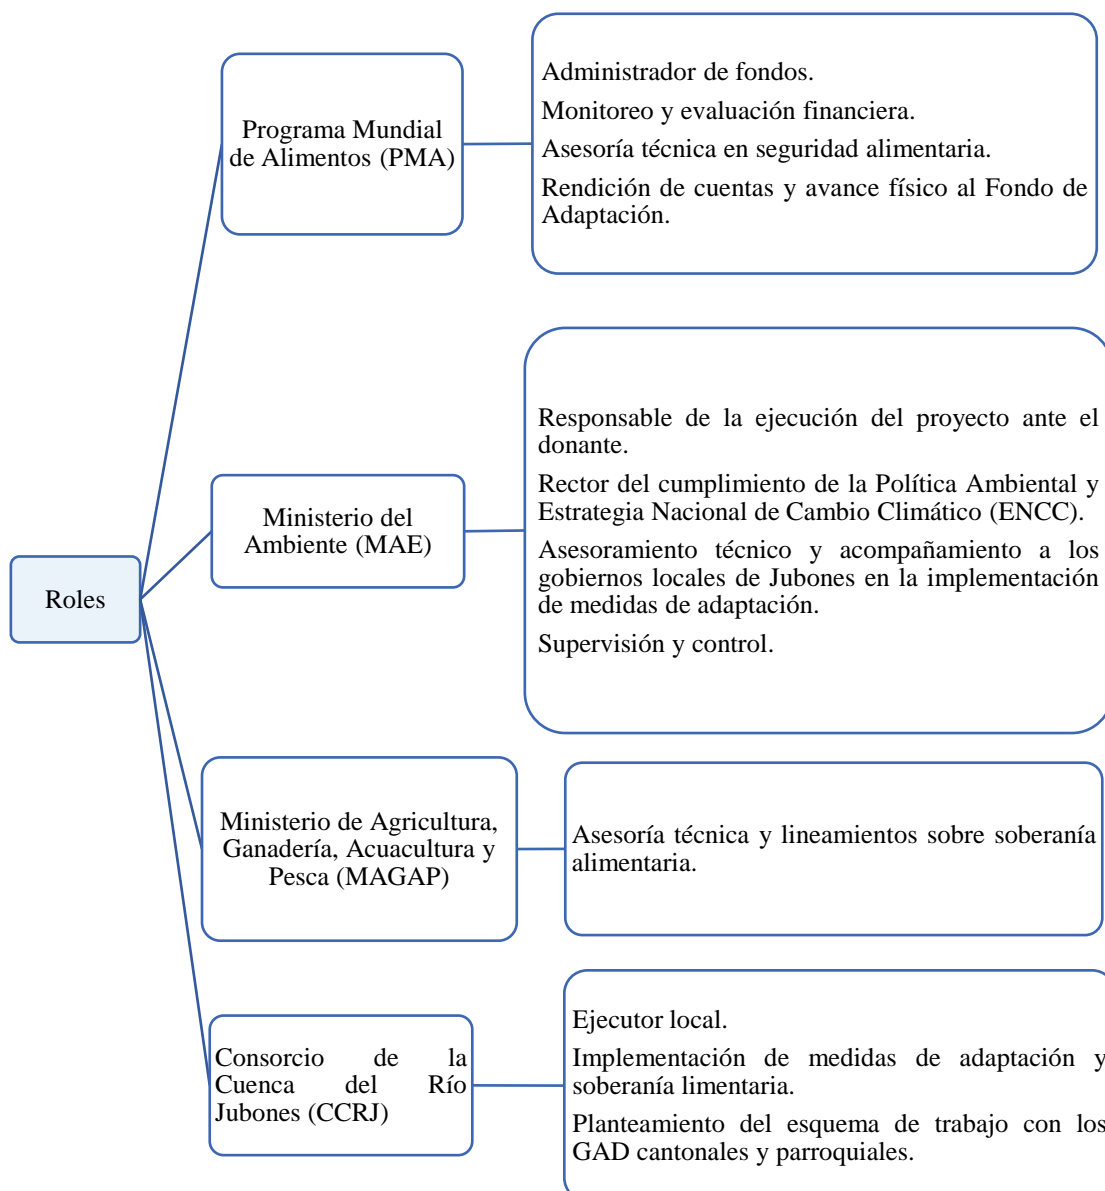 Roles
Programa Mundial
de Alimentos (PMA)
Administrador de fondos.
Monitoreo y evaluación financiera.
Asesoría técnica en seguridad alimentaria.
Rendición de cuentas y avance físico al Fondo de
Adaptación.
Ministerio del
Ambiente (MAE)
Responsable de la ejecución del proyecto ante el
donante.
Rector del cumplimiento de la Política Ambiental y
Estrategia Nacional de Cambio Climático (ENCC).
Asesoramiento técnico y acompañamiento a los
gobiernos locales de Jubones en la implementación
de medidas de adaptación.
Supervisión y control.
Ministerio de Agricultura,
Ganadería, Acuacultura y
Pesca (MAGAP)
Asesoría técnica y lineamientos sobre soberanía
alimentaria.
Consorcio de la
Cuenca del Río
Jubones (CCRJ)
Ejecutor local.
Implementación de medidas de adaptación y
soberanía limentaria.
Planteamiento del esquema de trabajo con los
GAD cantonales y parroquiales.